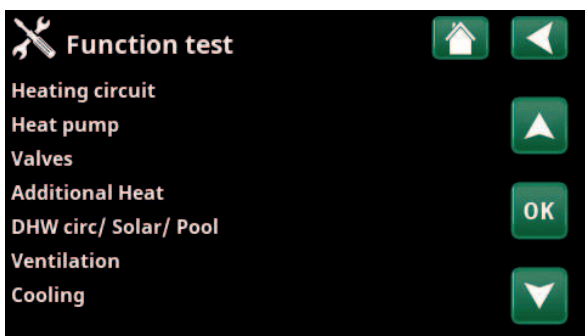 Function test
Heating circuit
Heat pump
Valves
Additional Heat
DHW circ/ Solar/ Pool
Ventilation
Cooling
OK